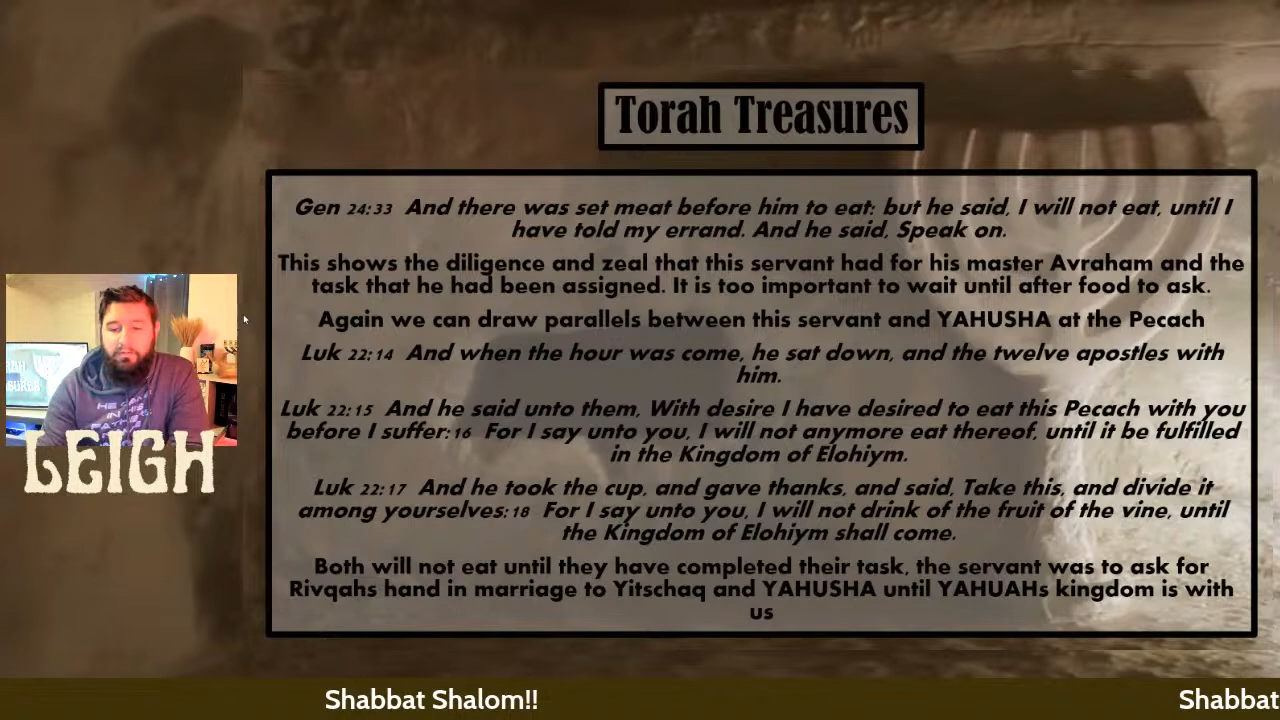 Torah Treasures
Gen 24:33 And there was set meat before him to eat: but he said, I will not eat, until I
have told my errand. And he said, Speak on.
This shows the diligence and zeal that this servant had for his master Avraham and the
task that he had been assigned. It is too important to wait until after food to ask.
Again we can draw parallels between this servant and YAHUSHA at the Pecach
Luk 22:14 And when the hour was come, he sat down, and the twelve apostles with
him.
Luk 22:15 And he said unto them, With desire I have desired to eat this Pecach with you
before I suffer:16 For I say unto you, I will not anymore eat thereof, until it be fulfilled
in the Kingdom of Elohiym.
Luk 22:17 And he took the cup, and gave thanks, and said, Take this, and divide it
among yourselves:18 For I say unto you, I will not drink of the fruit of the vine, until
the Kingdom of Elohiym shall come.
Both will not eat until they have completed their task, the servant was to ask for
Rivqahs hand in marriage to Yitschaq and YAHUSHA until YAHUAHs kingdom is with
us
LEIGH
Shabbat Shalom!!
Shabbat